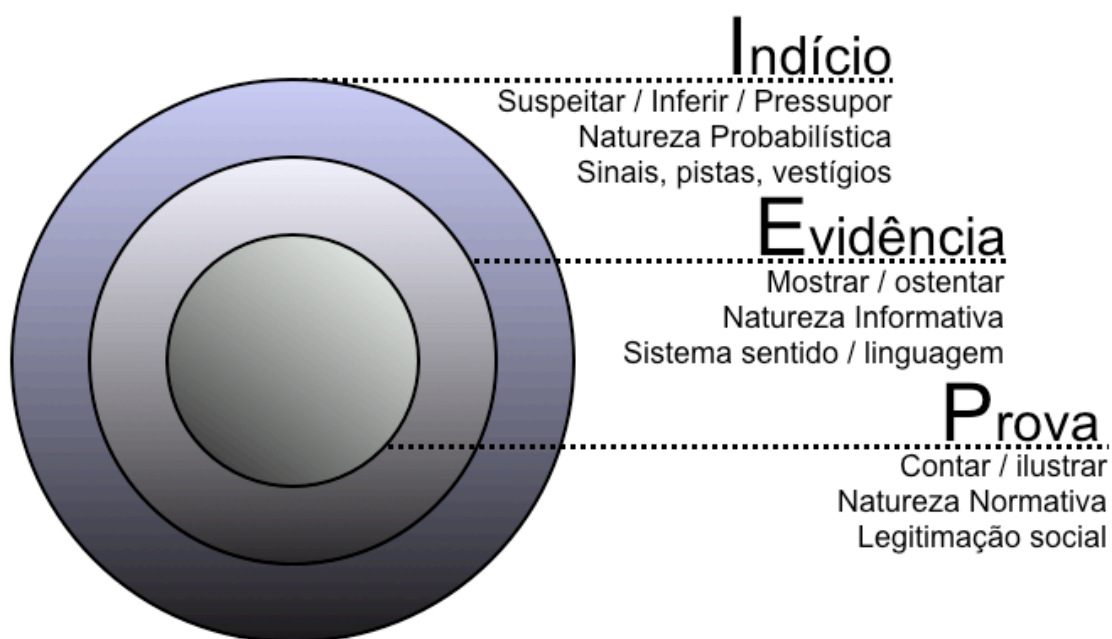 Indício
Suspeitar / Inferir / Pressupor
Natureza Probabilística
Sinais, pistas, vestígios
Evidência
Mostrar / ostentar
Natureza Informativa
Sistema sentido / linguagem
Prova
Contar / ilustrar
Natureza Normativa
Legitimação social